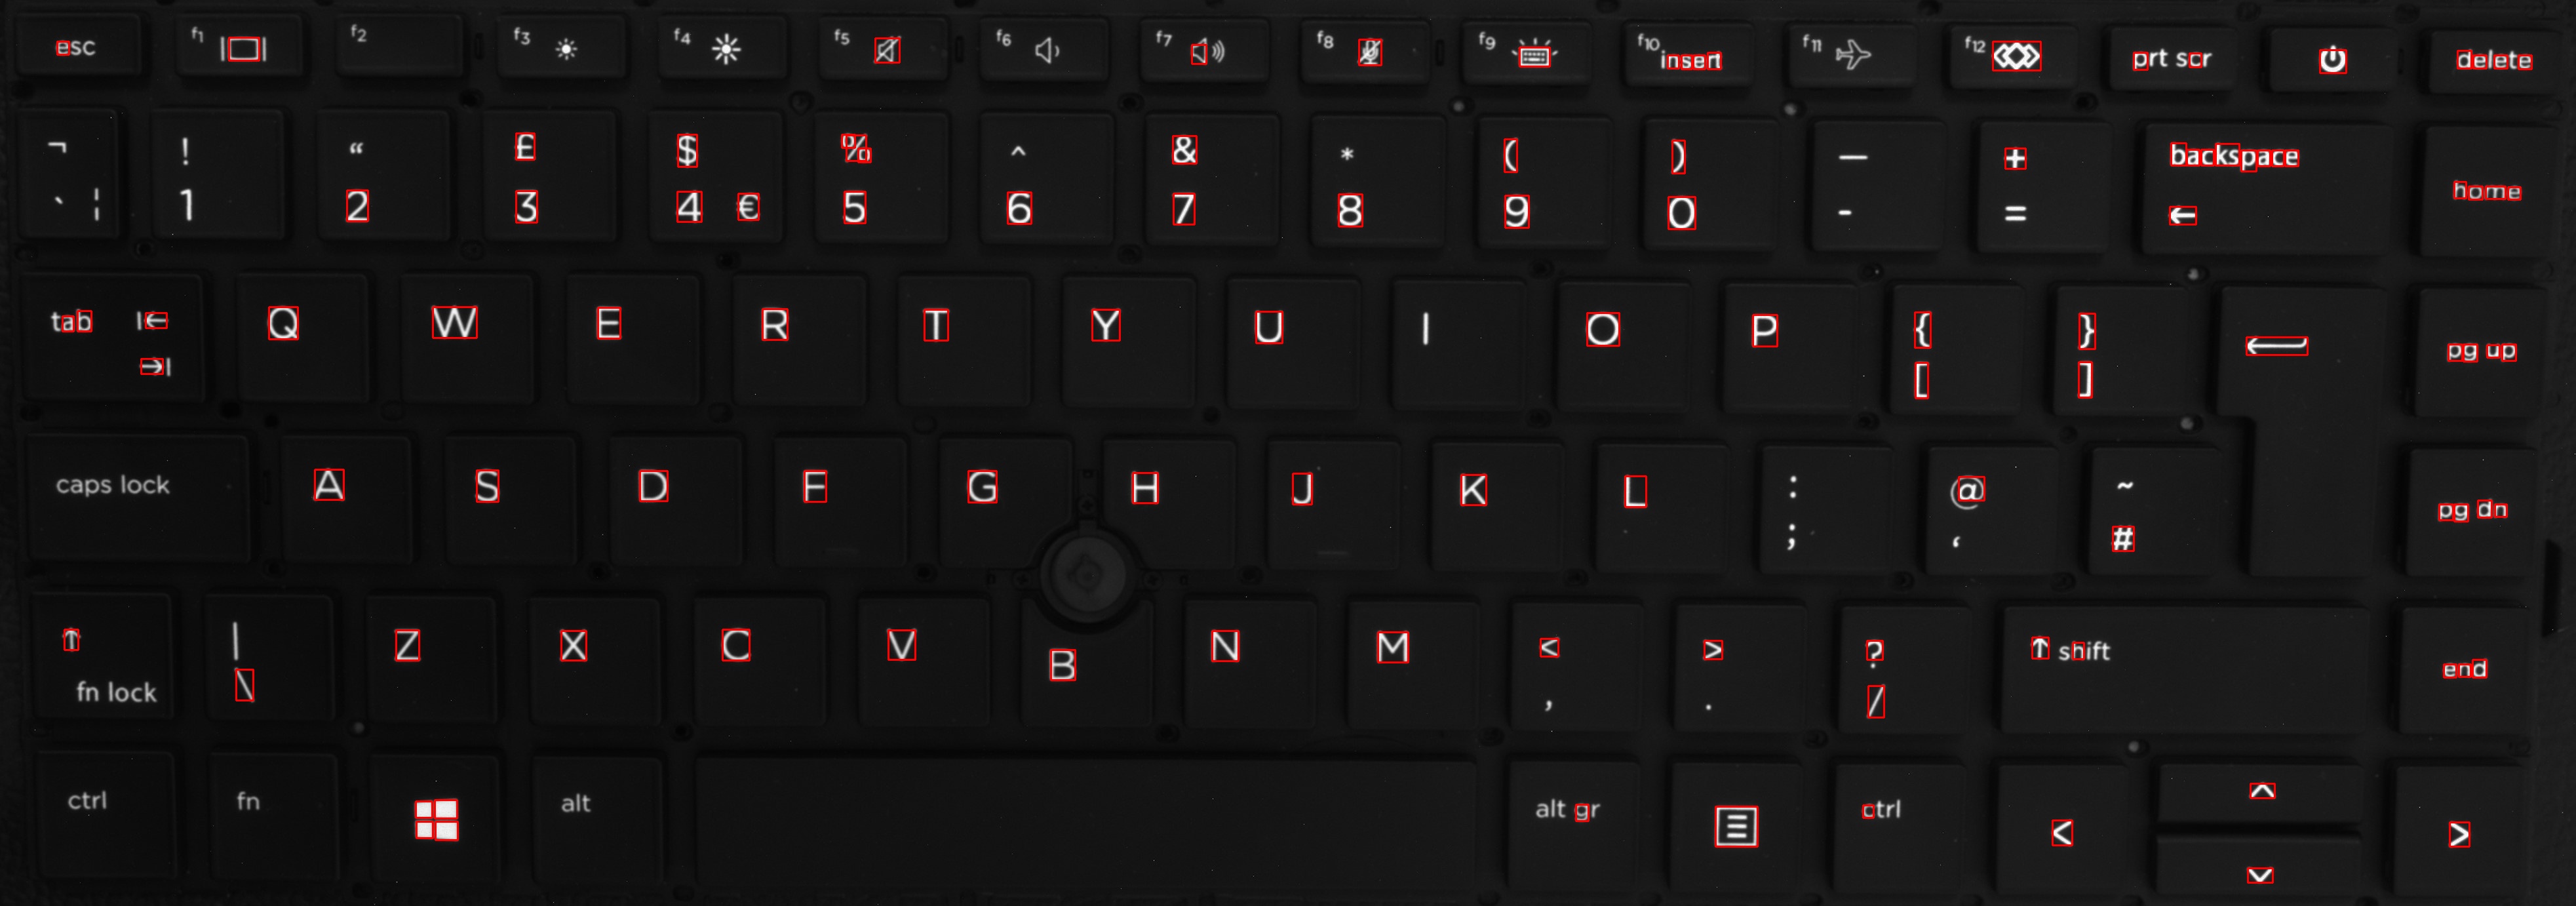 esc f1 f2 f3 f4 f5 f6 f7 f8 f9 f10 insert f11 f12 prt scr delete
¬ ! “ £ $ % ^ & * ( ) — + backspace
` ¦ 1 2 3 4 € 5 6 7 8 9 0 - = ← home
tab |← →| Q W E R T Y U I O P { [ } ] pg up
caps lock A S D F G H J K L : ; @ ‘ ~ # pg dn
↑ fn lock | \ Z X C V B N M < , > . ? / ↑ shift end
ctrl fn alt alt gr ctrl < ^ ⌄ >